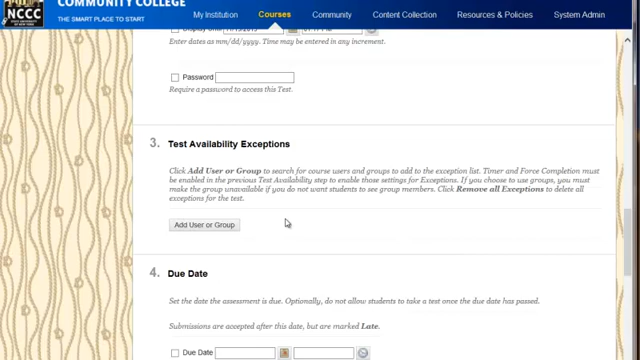 COMMUNITY COLLEGE
NCCC
THE SMART PLACE TO START
My Institution
Courses
Community
Content Collection
Resources & Policies
System Admin
Display Until
Enter dates as mm/dd/yyyy. Time may be entered in any increment.
Password
Require a password to access this Test.
3. Test Availability Exceptions
Click Add User or Group to search for course users and groups to add to the exception list. Timer and Force Completion must
be enabled in the previous Test Availability step to enable those settings for Exceptions. If you choose to use groups, you must
make the group unavailable if you do not want students to see group members. Click Remove all Exceptions to delete all
exceptions for the test.
Add User or Group
4. Due Date
Set the date the assessment is due. Optionally, do not allow students to take a test once the due date has passed.
Submissions are accepted after this date, but are marked Late.
Due Date